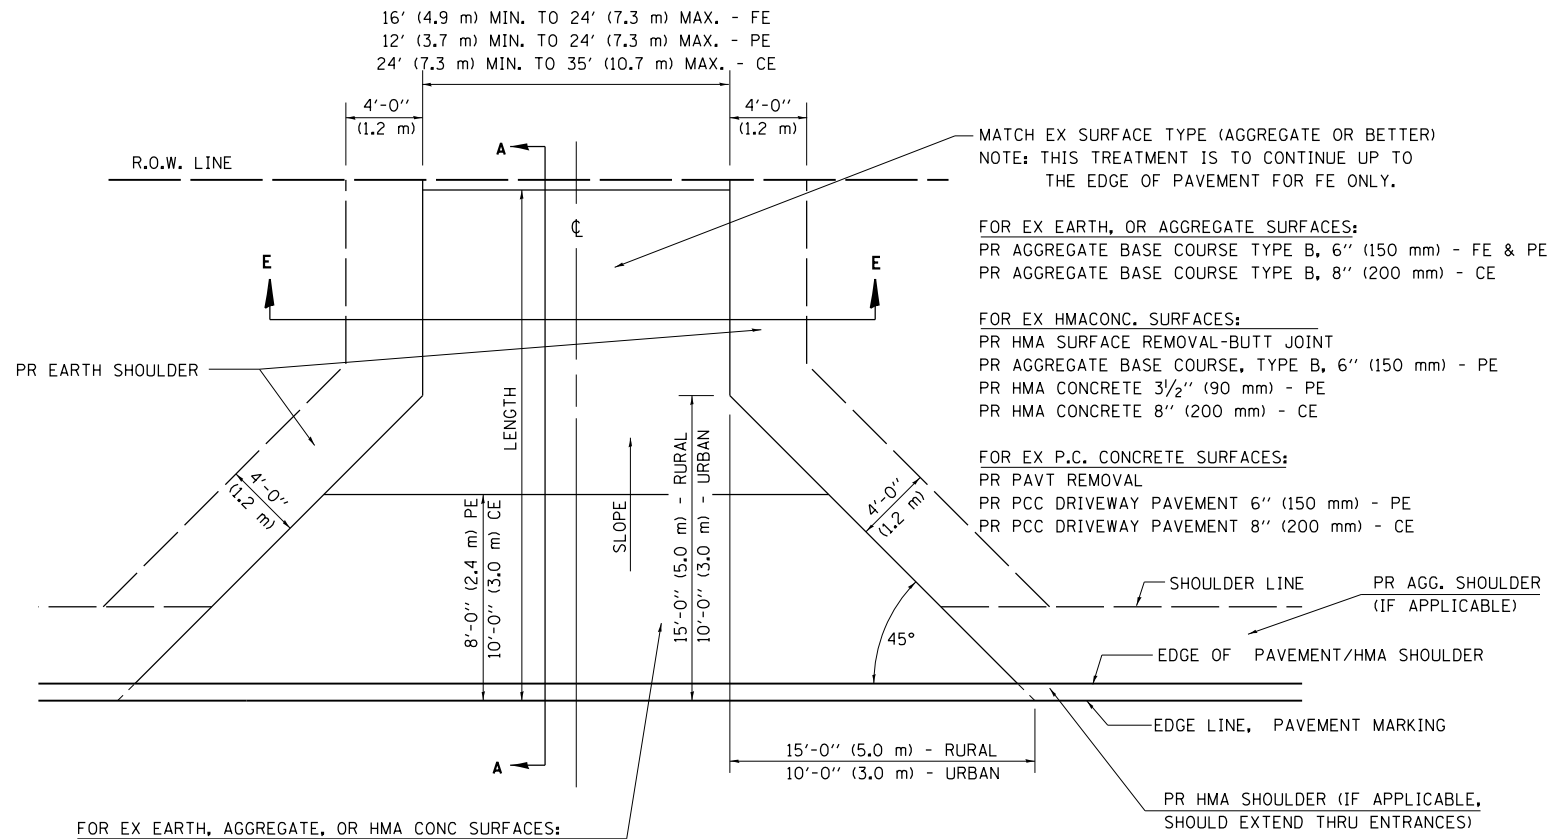 16' (4.9 m) MIN. TO 24' (7.3 m) MAX. - FE
12' (3.7 m) MIN. TO 24' (7.3 m) MAX. - PE
24' (7.3 m) MIN. TO 35' (10.7 m) MAX. - CE
4'-0''
(1.2 m)
4'-0''
(1.2 m)
R.O.W. LINE
A
A
℄
E
E
MATCH EX SURFACE TYPE (AGGREGATE OR BETTER)
NOTE: THIS TREATMENT IS TO CONTINUE UP TO
THE EDGE OF PAVEMENT FOR FE ONLY.
FOR EX EARTH, OR AGGREGATE SURFACES:
PR AGGREGATE BASE COURSE TYPE B, 6'' (150 mm) - FE & PE
PR AGGREGATE BASE COURSE TYPE B, 8'' (200 mm) - CE
FOR EX HMACONC. SURFACES:
PR HMA SURFACE REMOVAL-BUTT JOINT
PR AGGREGATE BASE COURSE, TYPE B, 6'' (150 mm) - PE
PR HMA CONCRETE 3 1/2'' (90 mm) - PE
PR HMA CONCRETE 8'' (200 mm) - CE
FOR EX P.C. CONCRETE SURFACES:
PR PAVT REMOVAL
PR PCC DRIVEWAY PAVEMENT 6'' (150 mm) - PE
PR PCC DRIVEWAY PAVEMENT 8'' (200 mm) - CE
PR EARTH SHOULDER
LENGTH
SLOPE
4'-0''
(1.2 m)
4'-0''
(1.2 m)
8'-0'' (2.4 m) PE
10'-0'' (3.0 m) CE
15'-0'' (5.0 m) - RURAL
10'-0'' (3.0 m) - URBAN
45°
SHOULDER LINE
PR AGG. SHOULDER
(IF APPLICABLE)
EDGE OF PAVEMENT/HMA SHOULDER
EDGE LINE, PAVEMENT MARKING
15'-0'' (5.0 m) - RURAL
10'-0'' (3.0 m) - URBAN
PR HMA SHOULDER (IF APPLICABLE,
SHOULD EXTEND THRU ENTRANCES)
FOR EX EARTH, AGGREGATE, OR HMA CONC SURFACES: